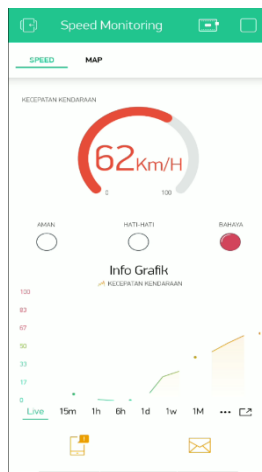 Speed Monitoring
SPEED MAP
KECEPATAN KENDARAAN
62Km/H
0 100
AMAN HATI-HATI BAHAYA
Info Grafik
KECEPATAN KENDARAAN
100
83
67
50
33
17
0
Live 15m 1h 6h 1d 1w 1M ...
1